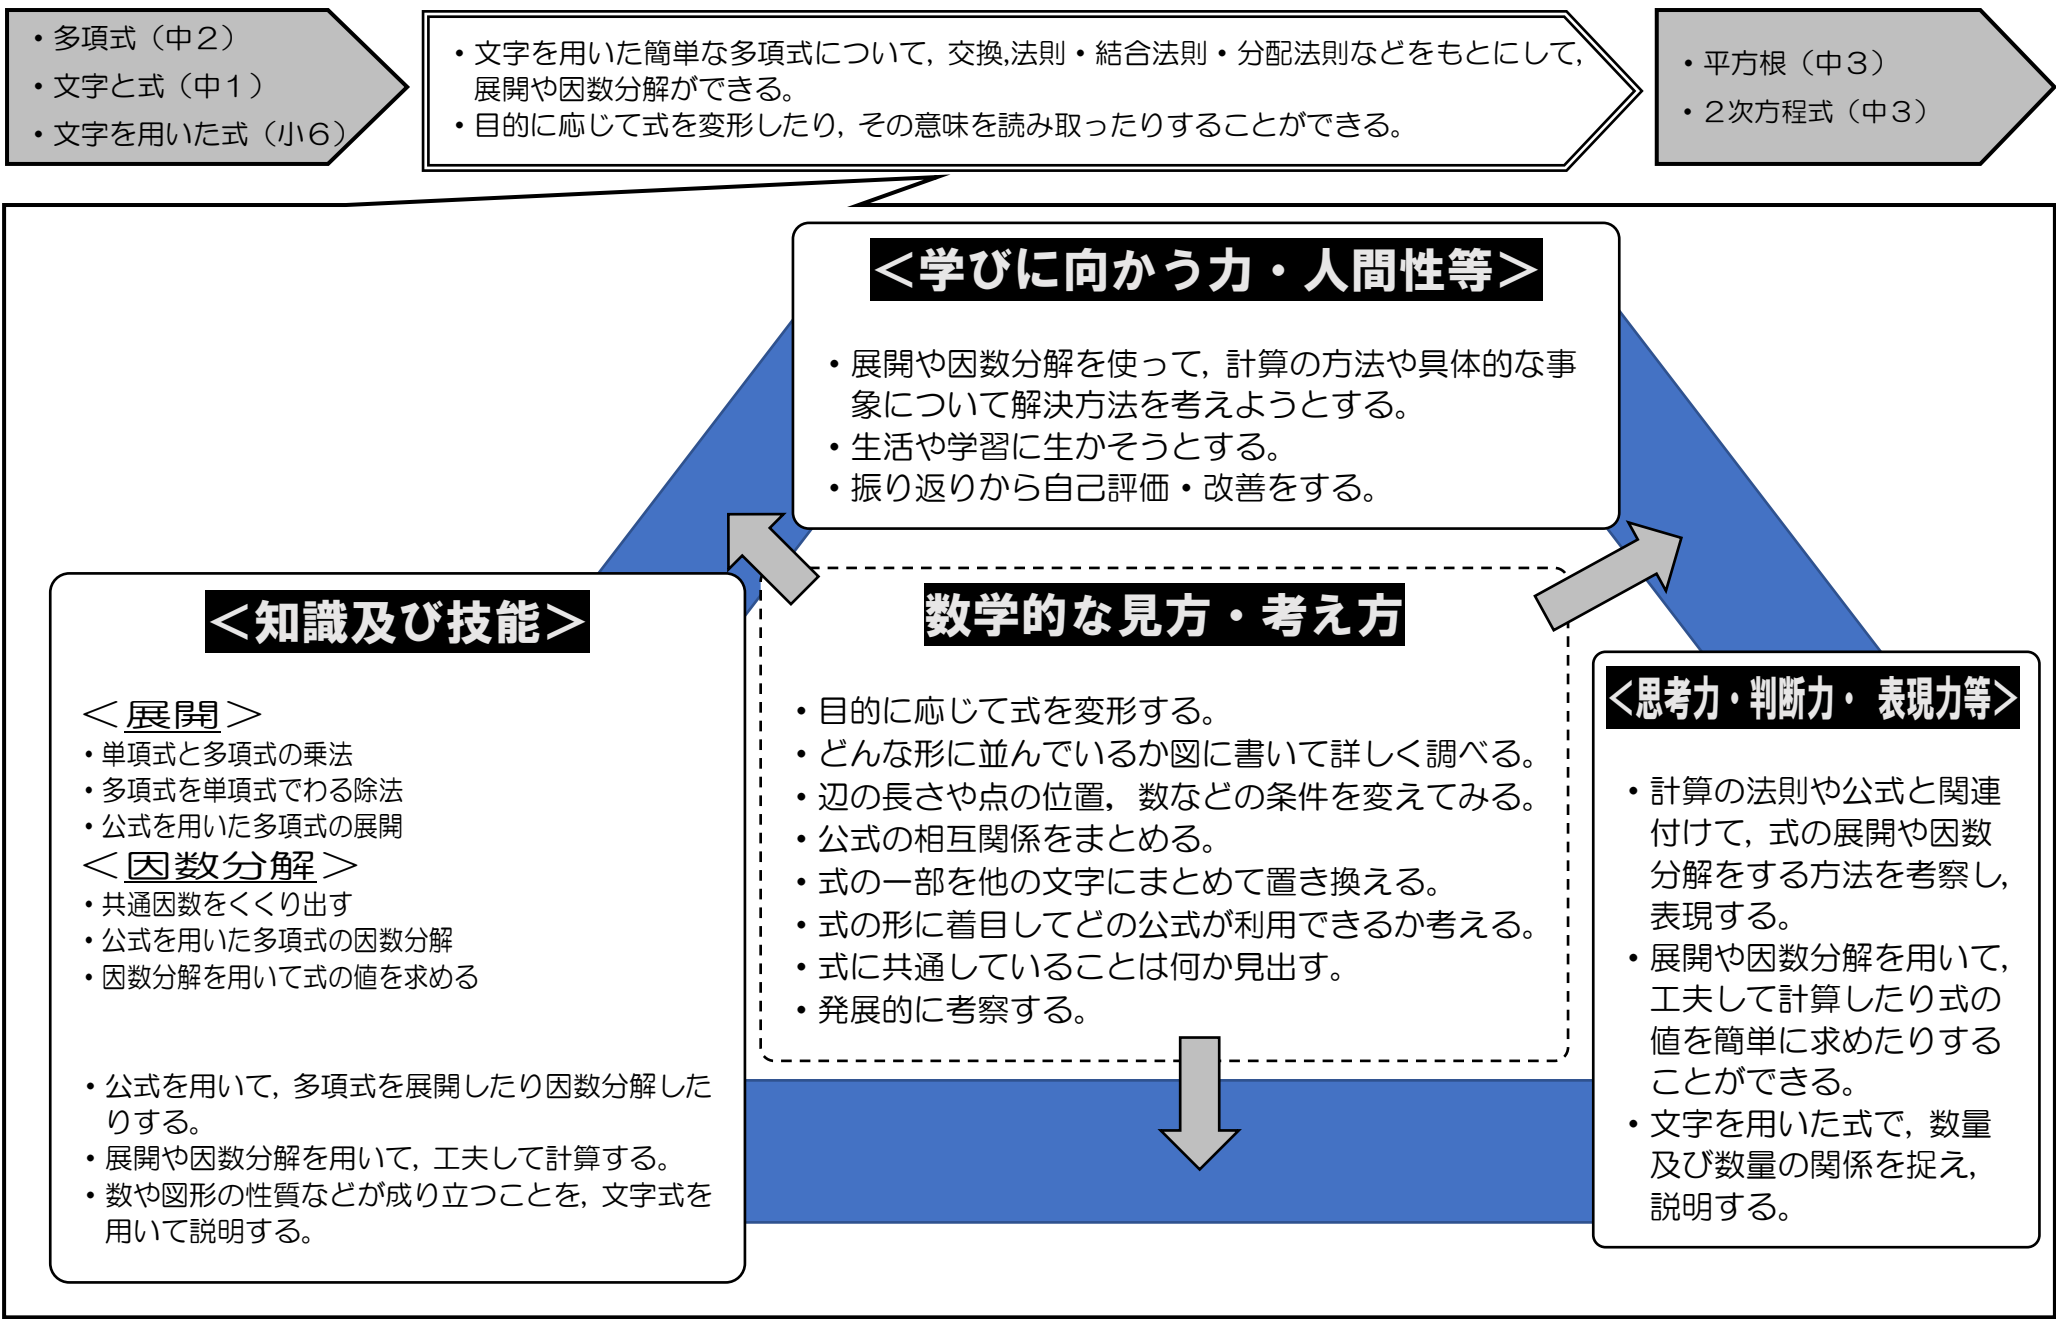 ・多項式（中２）
・文字と式（中１）
・文字を用いた式（小６）
・文字を用いた簡単な多項式について，交換,法則・結合法則・分配法則などをもとにして，
展開や因数分解ができる。
・目的に応じて式を変形したり，その意味を読み取ったりすることができる。
・平方根（中３）
・２次方程式（中３）
＜学びに向かう力・人間性等＞
・展開や因数分解を使って，計算の方法や具体的な事
象について解決方法を考えようとする。
・生活や学習に生かそうとする。
・振り返りから自己評価・改善をする。
＜知識及び技能＞
＜展開＞
・単項式と多項式の乗法
・多項式を単項式でわる除法
・公式を用いた多項式の展開
＜因数分解＞
・共通因数をくくり出す
・公式を用いた多項式の因数分解
・因数分解を用いて式の値を求める
・公式を用いて，多項式を展開したり因数分解した
りする。
・展開や因数分解を用いて，工夫して計算する。
・数や図形の性質などが成り立つことを，文字式を
用いて説明する。
数学的な見方・考え方
・目的に応じて式を変形する。
・どんな形に並んでいるか図に書いて詳しく調べる。
・辺の長さや点の位置，数などの条件を変えてみる。
・公式の相互関係をまとめる。
・式の一部を他の文字にまとめて置き換える。
・式の形に着目してどの公式が利用できるか考える。
・式に共通していることは何か見出す。
・発展的に考察する。
＜思考力・判断力・ 表現力等＞
・計算の法則や公式と関連
付けて，式の展開や因数
分解をする方法を考察し，
表現する。
・展開や因数分解を用いて，
工夫して計算したり式の
値を簡単に求めたりする
ことができる。
・文字を用いた式で，数量
及び数量の関係を捉え，
説明する。